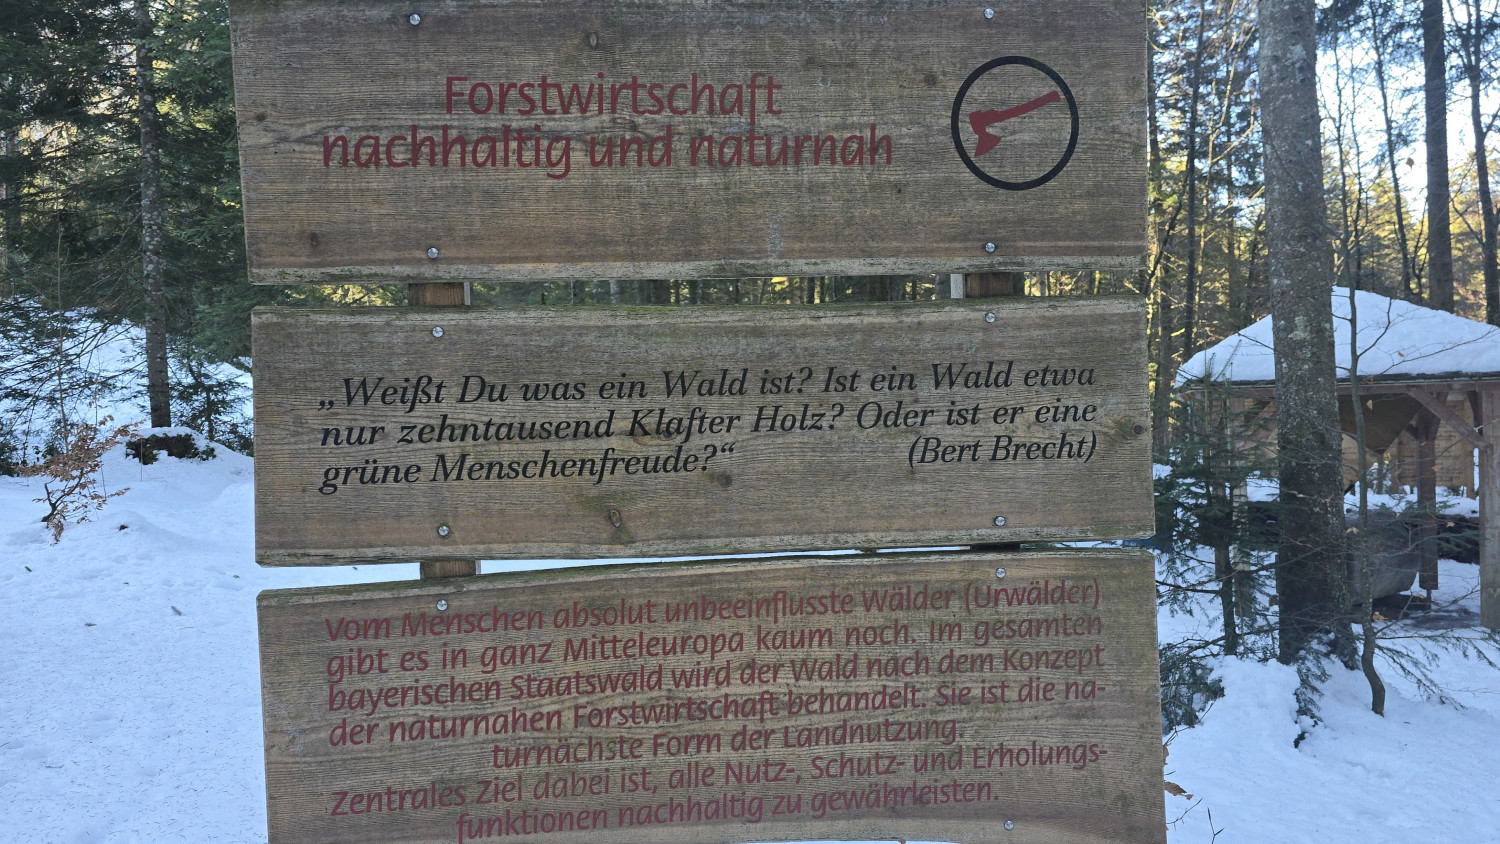 Forstwirtschaft
nachhaltig und naturnah
„Weißt Du was ein Wald ist? Ist ein Wald etwa
nur zehntausend Klafter Holz? Oder ist er eine
grüne Menschenfreude?“ (Bert Brecht)
Vom Menschen absolut unbeeinflusste Wälder (Urwälder)
gibt es in ganz Mitteleuropa kaum noch. Im gesamten
bayerischen Staatswald wird der Wald nach dem Konzept
der naturnahen Forstwirtschaft behandelt. Sie ist die na-
turnächste Form der Landnutzung.
Zentrales Ziel dabei ist, alle Nutz-, Schutz- und Erholungs-
funktionen nachhaltig zu gewährleisten.